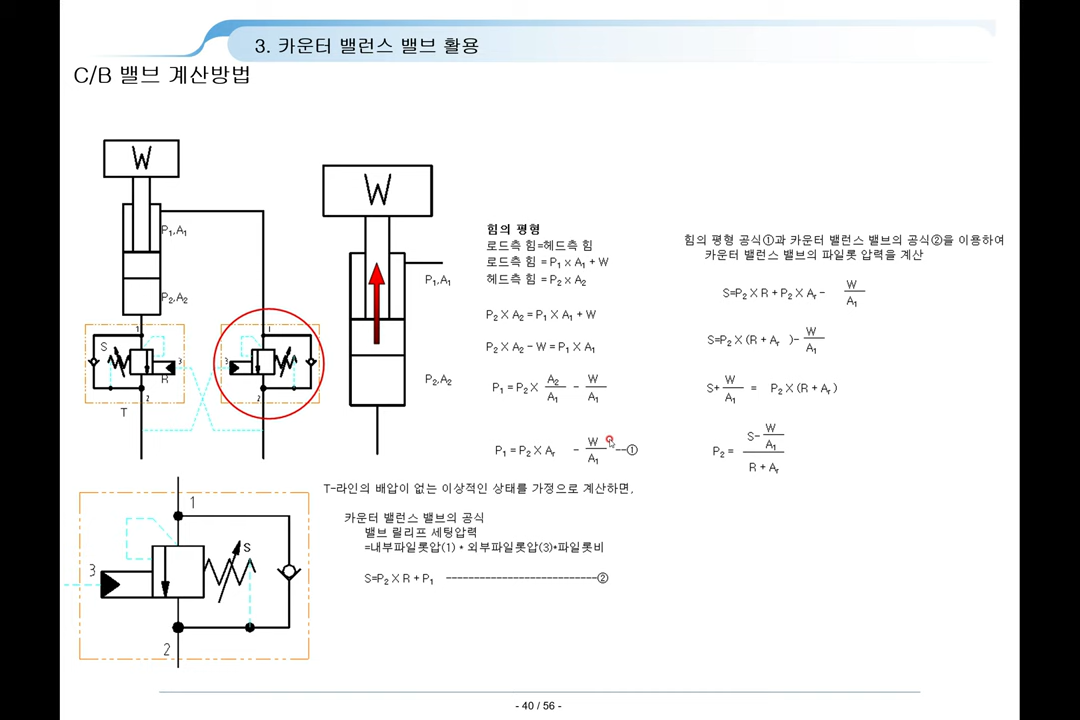 3. 카운터 밸런스 밸브 활용
C/B 밸브 계산방법
W
P₁,A₁
P₂,A₂
1
S
3
R
2
T
3
1
2
W
P₁,A₁
P₂,A₂
힘의 평형
로드측 힘=헤드측 힘
로드측 힘 = P₁ x A₁ + W
헤드측 힘 = P₂ x A₂
P₂ X A₂ = P₁ X A₁ + W
P₂ X A₂ - W = P₁ X A₁
P₁ = P₂ X A₂/A₁ - W/A₁
P₁ = P₂ X Aᵣ - W/A₁ --①
T-라인의 배압이 없는 이상적인 상태를 가정으로 계산하면,
카운터 밸런스 밸브의 공식
밸브 릴리프 세팅압력
=내부파일롯압(1) * 외부파일롯압(3)*파일롯비
S=P₂ X R + P₁ ---------------------------②
힘의 평형 공식①과 카운터 밸런스 밸브의 공식②을 이용하여
카운터 밸런스 밸브의 파일롯 압력을 계산
S=P₂ X R + P₂ X Aᵣ - W/A₁
S=P₂ X (R + Aᵣ )- W/A₁
S+ W/A₁ = P₂ X (R + Aᵣ)
P₂ = (S- W/A₁) / (R + Aᵣ)
1
S
3
2
- 40 / 56 -